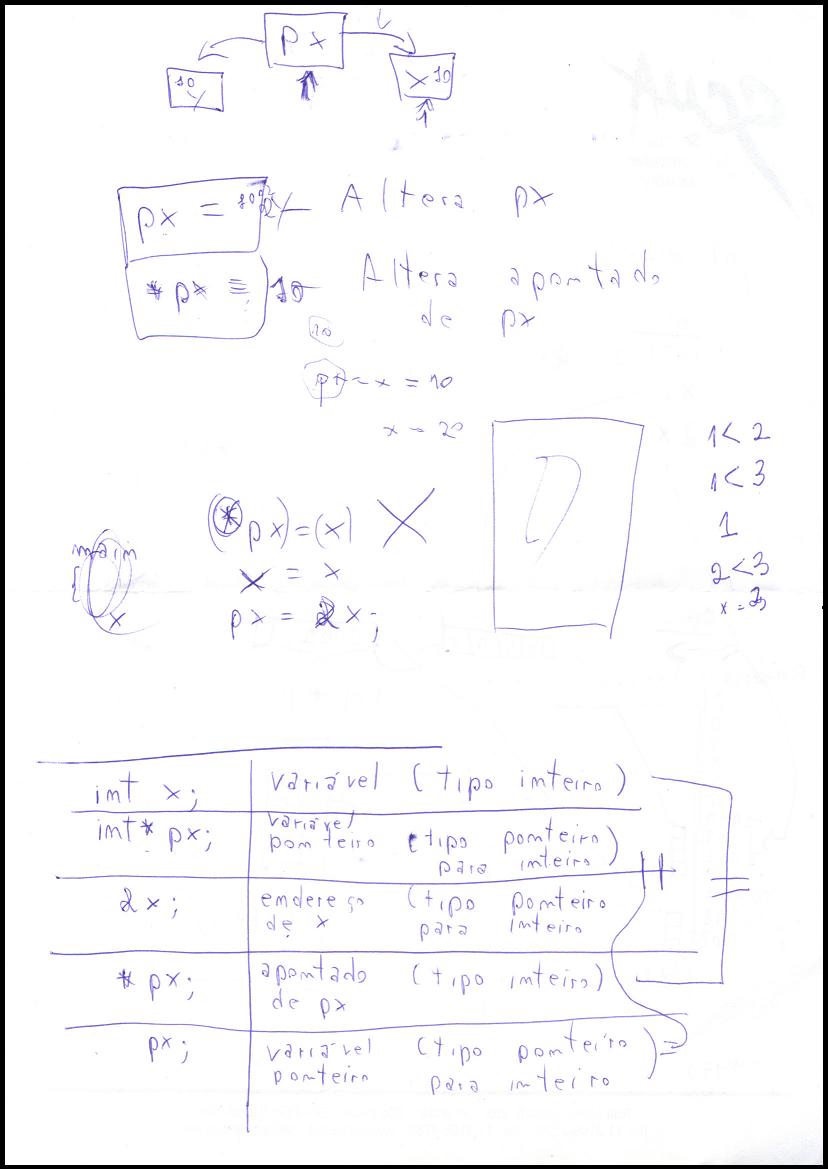 px
10
y
x 10
px = y Altera px
*px = 10 Altera apontado
de px
10
px - x = 10
x = 20
1 < 2
1 < 3
1
2 < 3
(*px) = (x) X
main
{
x
x = x
px = &x;
int x; variável (tipo inteiro)
int* px; variável ponteiro (tipo ponteiro para inteiro)
&x; endereço de x (tipo ponteiro para inteiro
*px; apontado de px (tipo inteiro)
px; variável ponteiro (tipo ponteiro para inteiro)